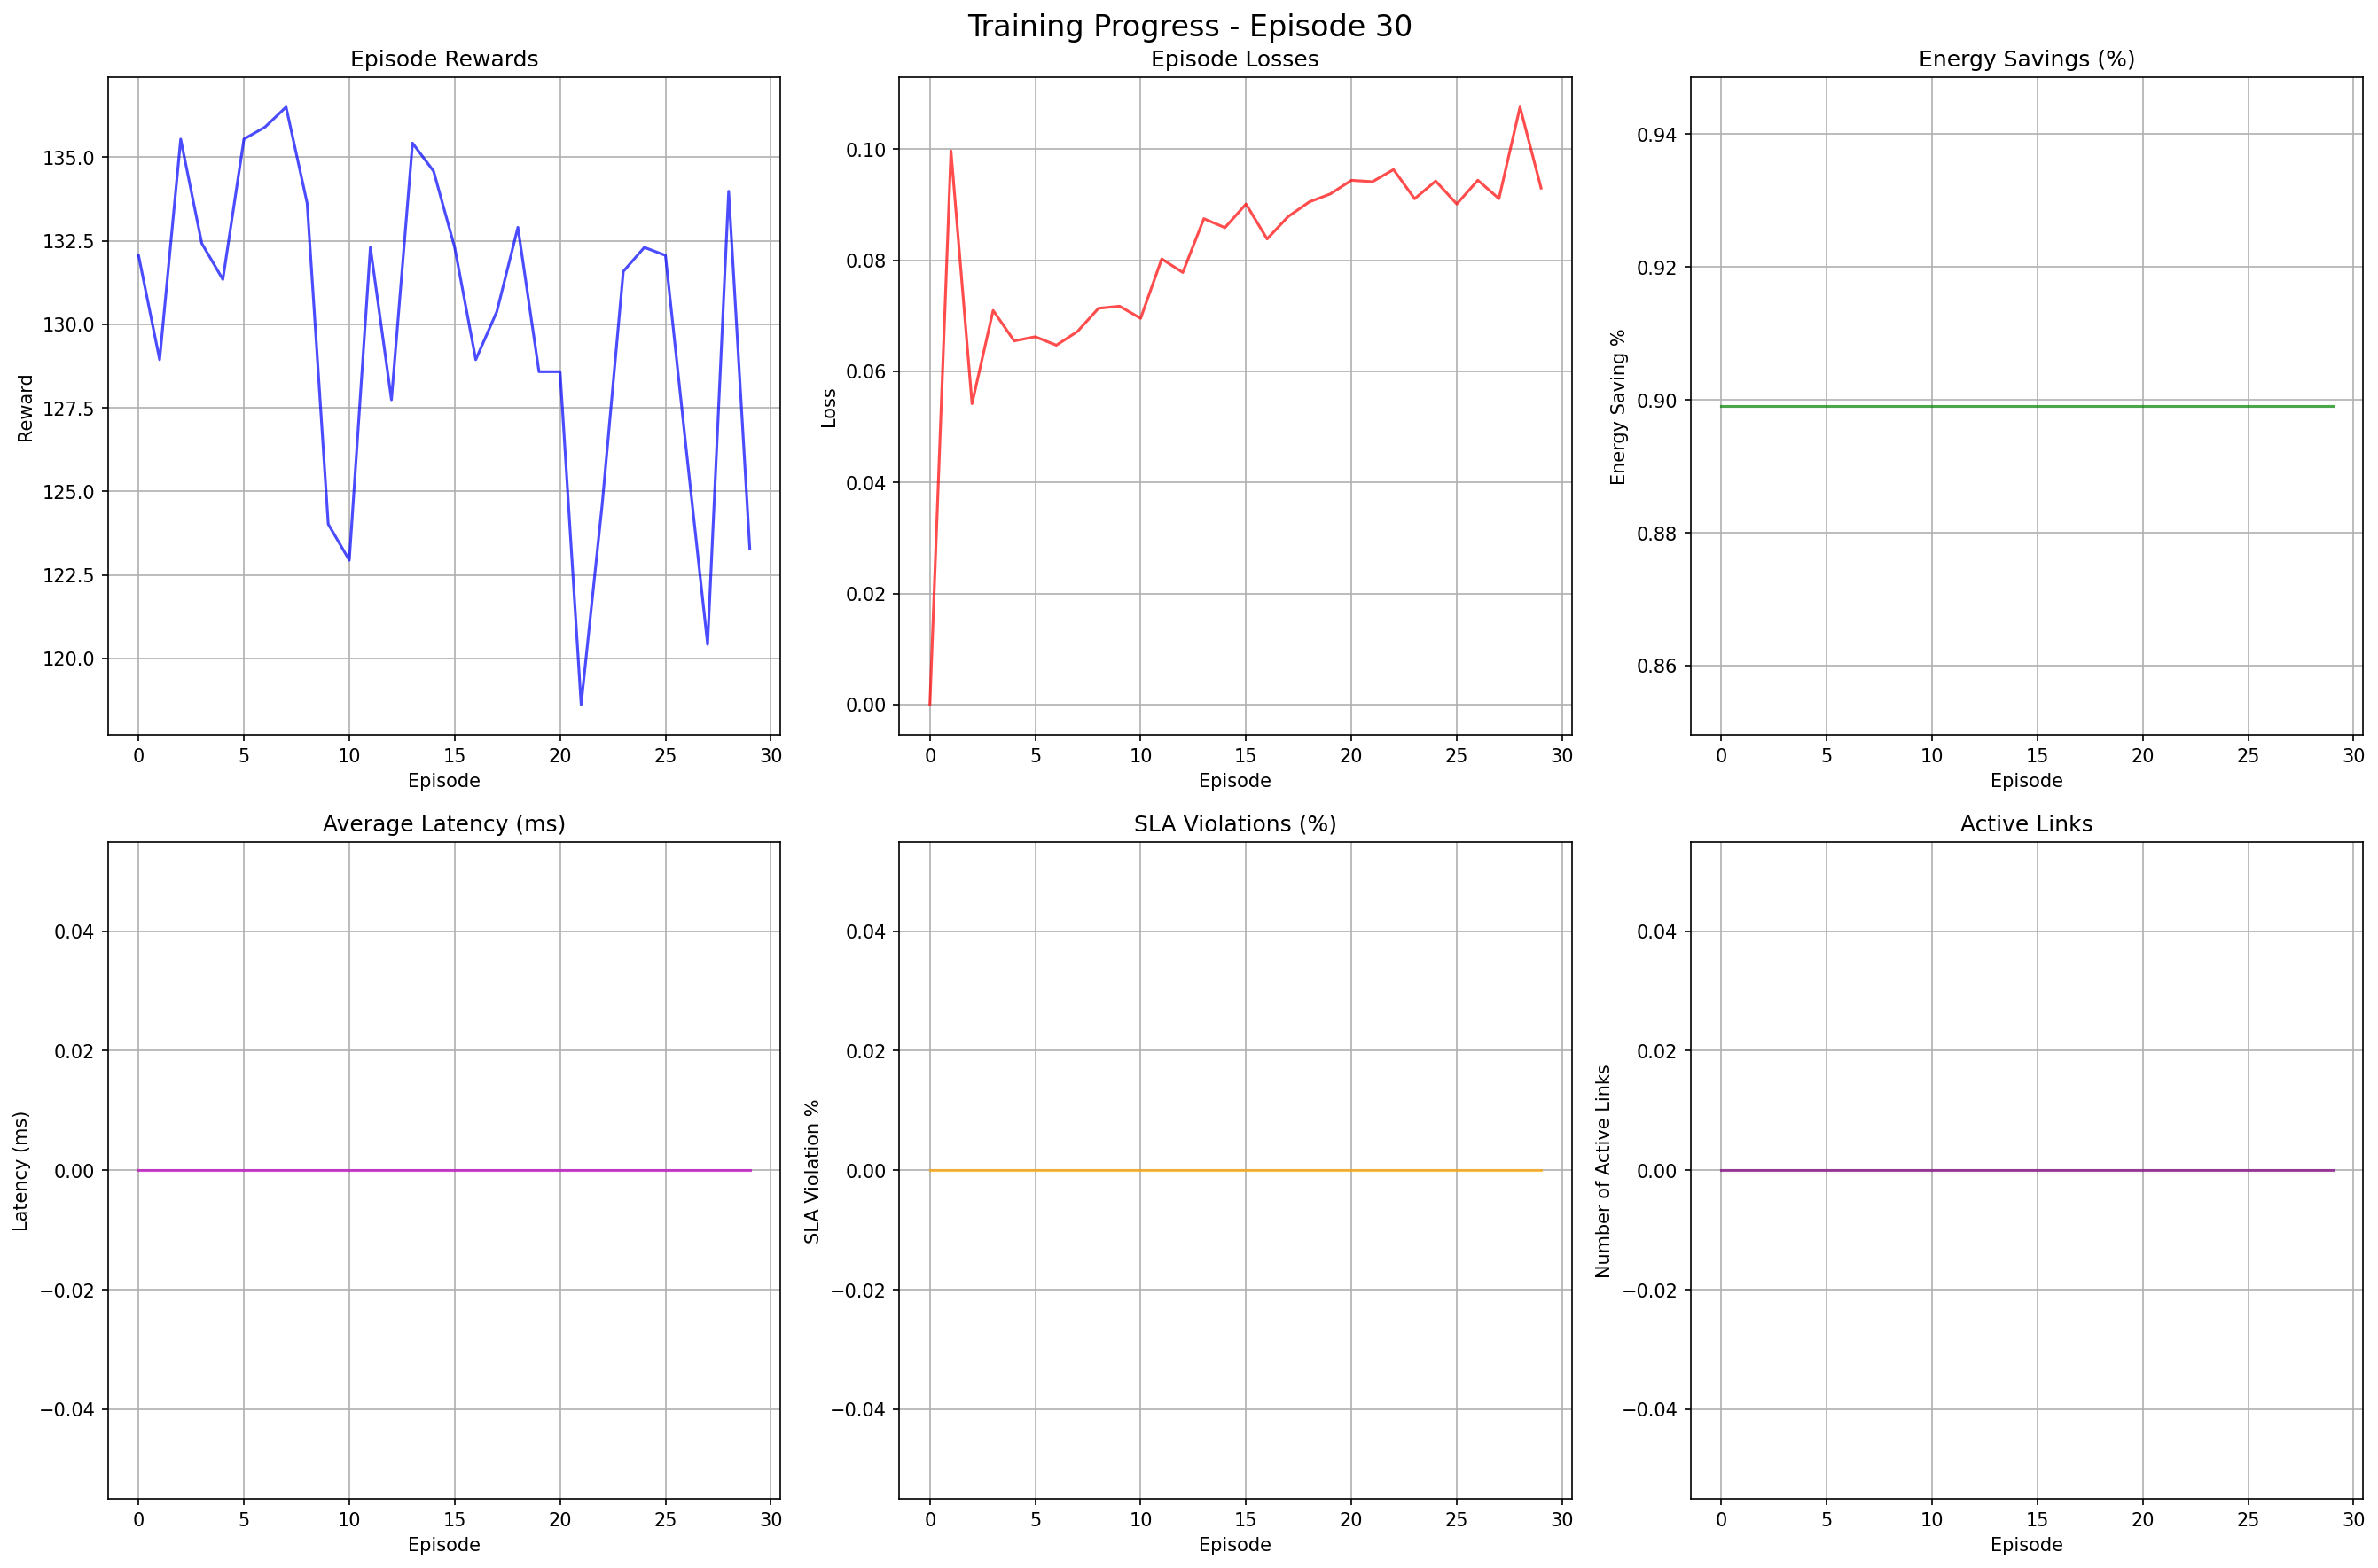 Training Progress - Episode 30
Episode Rewards
Reward
135.0
132.5
130.0
127.5
125.0
122.5
120.0
0 5 10 15 20 25 30
Episode
Episode Losses
Loss
0.10
0.08
0.06
0.04
0.02
0.00
0 5 10 15 20 25 30
Episode
Energy Savings (%)
Energy Saving %
0.94
0.92
0.90
0.88
0.86
0 5 10 15 20 25 30
Episode
Average Latency (ms)
Latency (ms)
0.04
0.02
0.00
−0.02
−0.04
0 5 10 15 20 25 30
Episode
SLA Violations (%)
SLA Violation %
0.04
0.02
0.00
−0.02
−0.04
0 5 10 15 20 25 30
Episode
Active Links
Number of Active Links
0.04
0.02
0.00
−0.02
−0.04
0 5 10 15 20 25 30
Episode